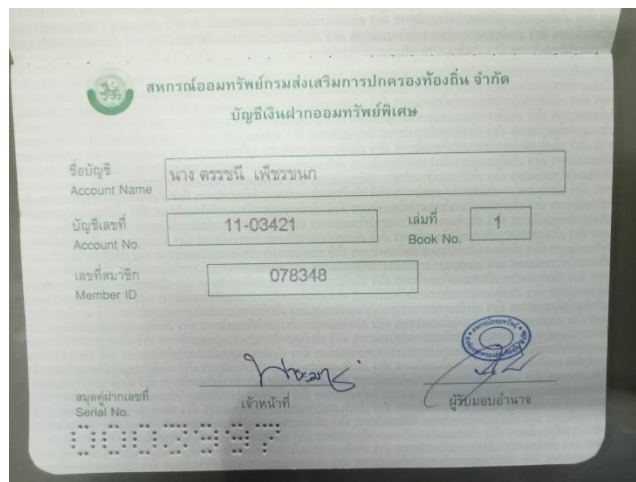 สหกรณ์ออมทรัพย์กรมส่งเสริมการปกครองท้องถิ่น จำกัด
บัญชีเงินฝากออมทรัพย์พิเศษ
ชื่อบัญชี นาง ดรรชนี เพ็ชรชนก
Account Name
บัญชีเลขที่ 11-03421 เล่มที่ 1
Account No. Book No.
เลขที่สมาชิก 078348
Member ID
สมุดคู่ฝากเลขที่ เจ้าหน้าที่ ผู้รับมอบอำนาจ
Serial No.
0003997